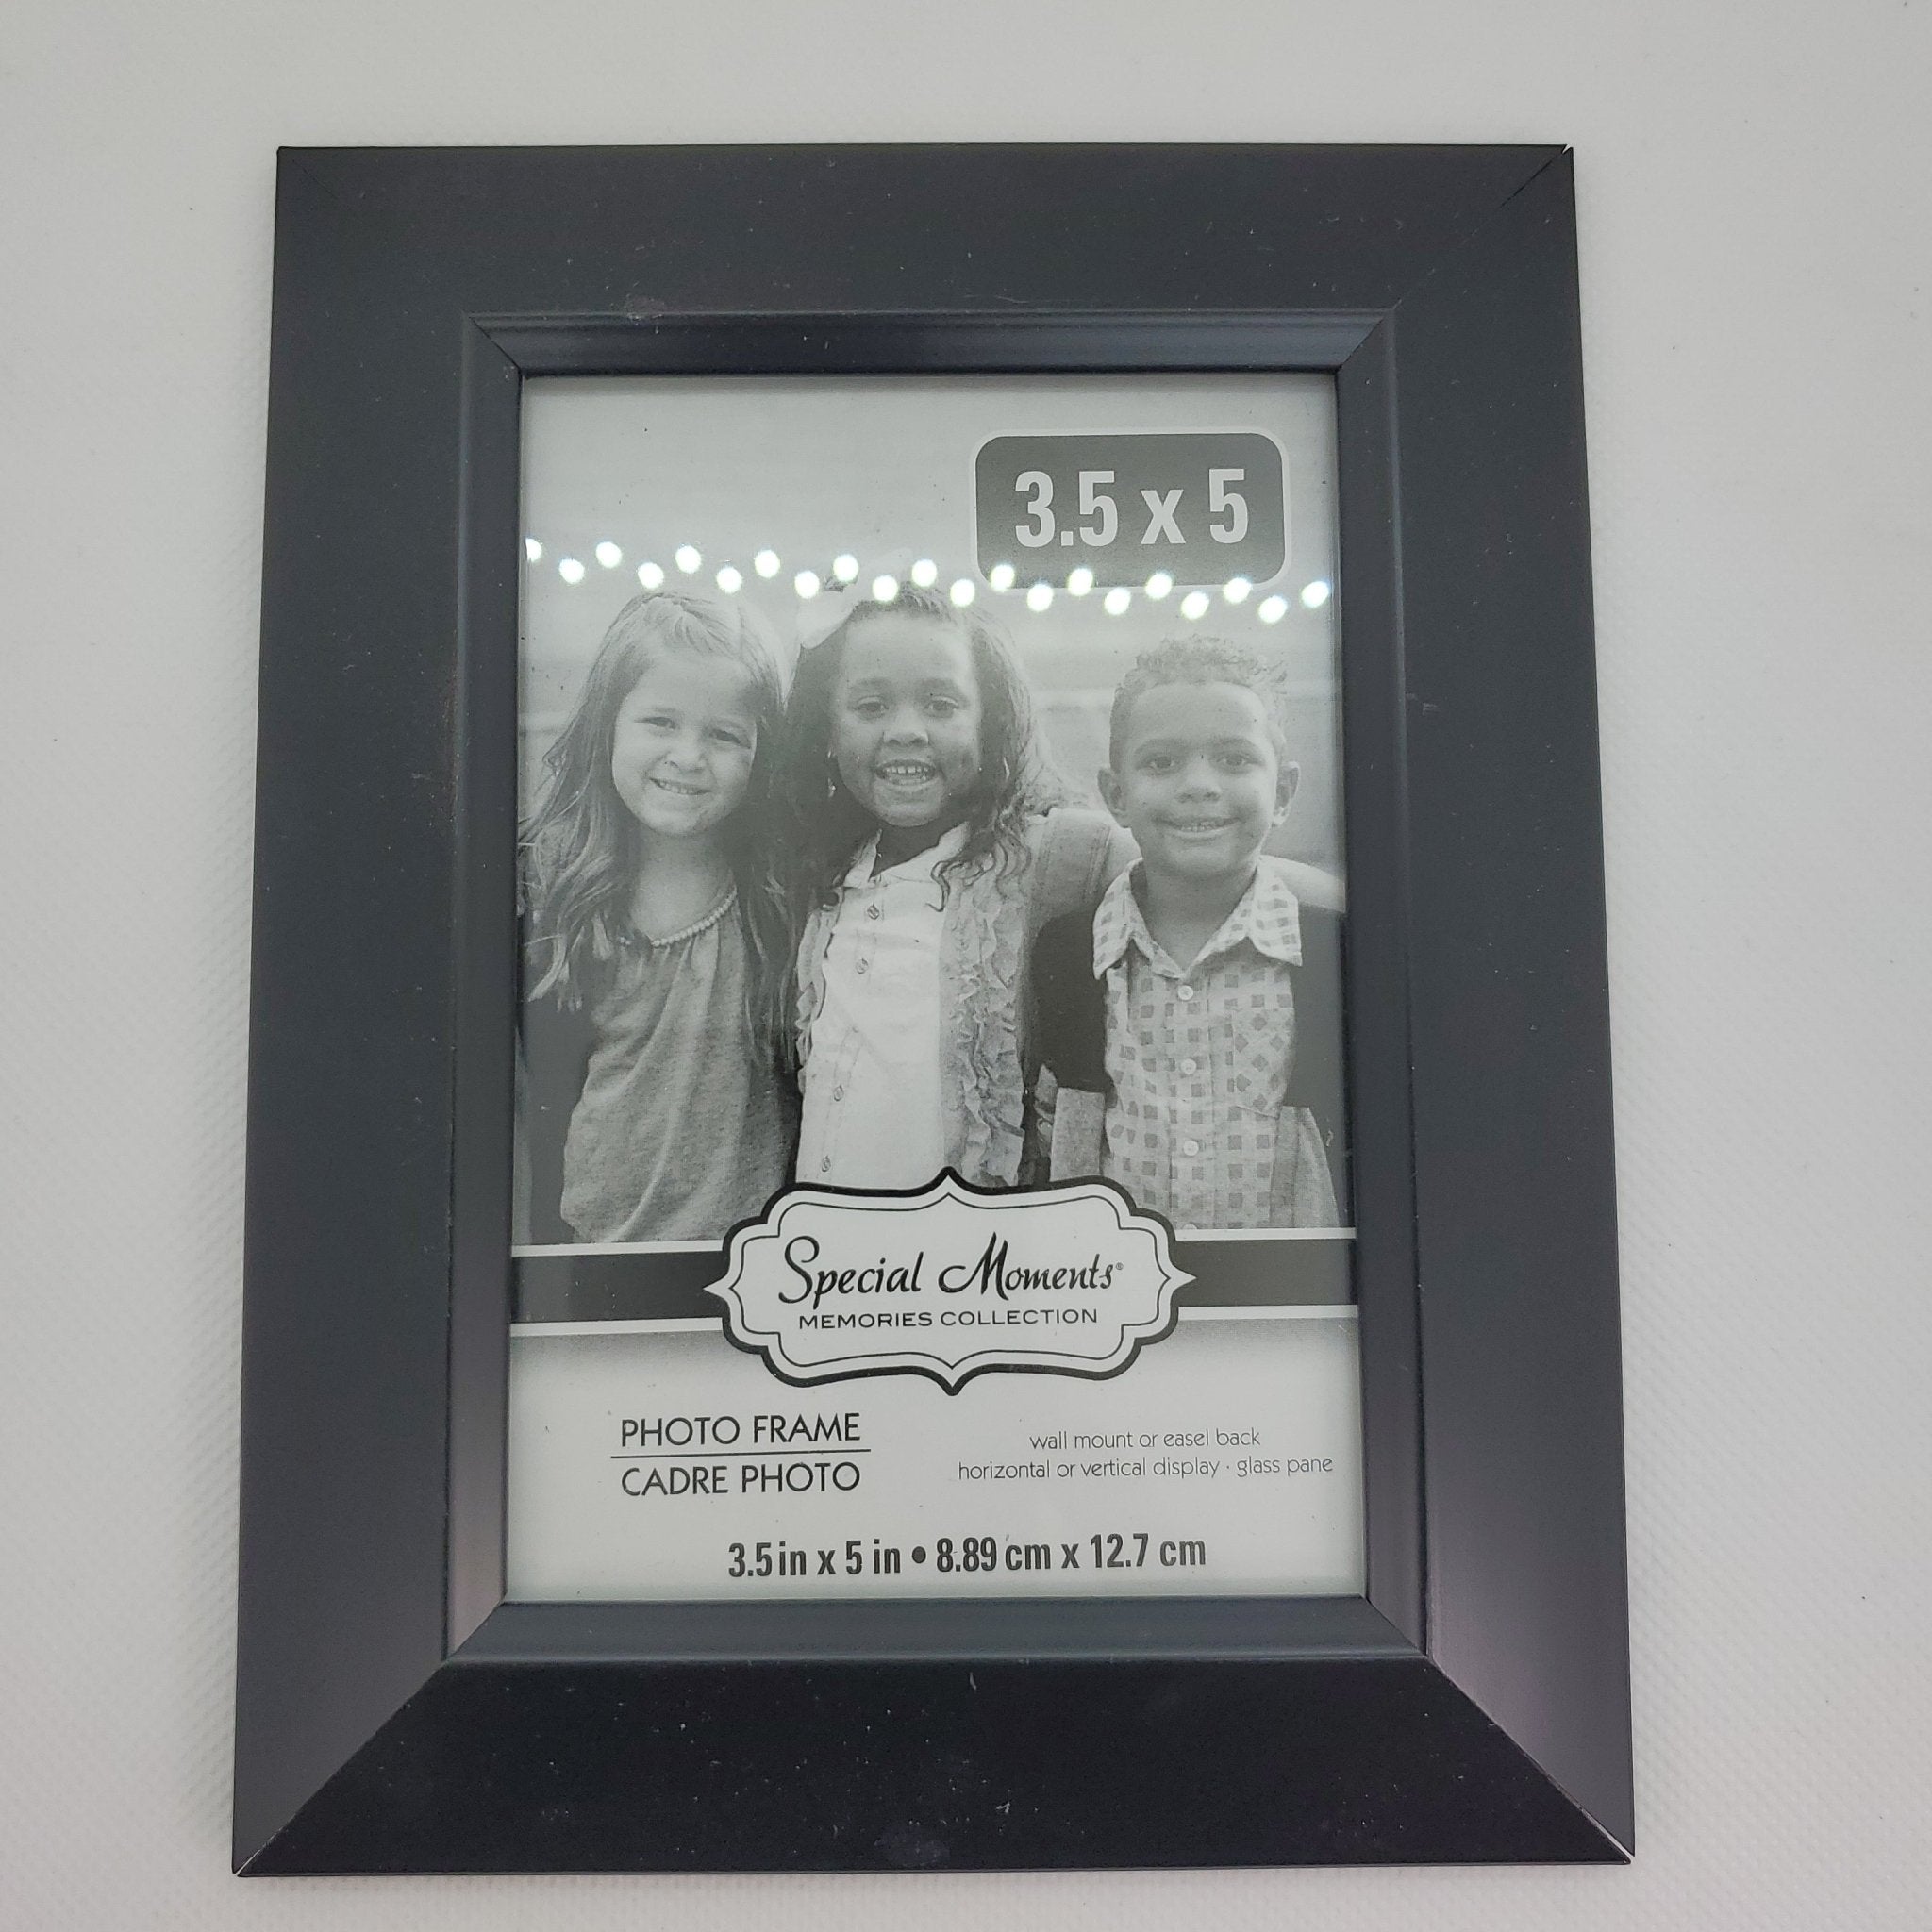 3.5 x 5
Special Moments®
MEMORIES COLLECTION
PHOTO FRAME
CADRE PHOTO
wall mount or easel back
horizontal or vertical display · glass pane
3.5 in x 5 in • 8.89 cm x 12.7 cm